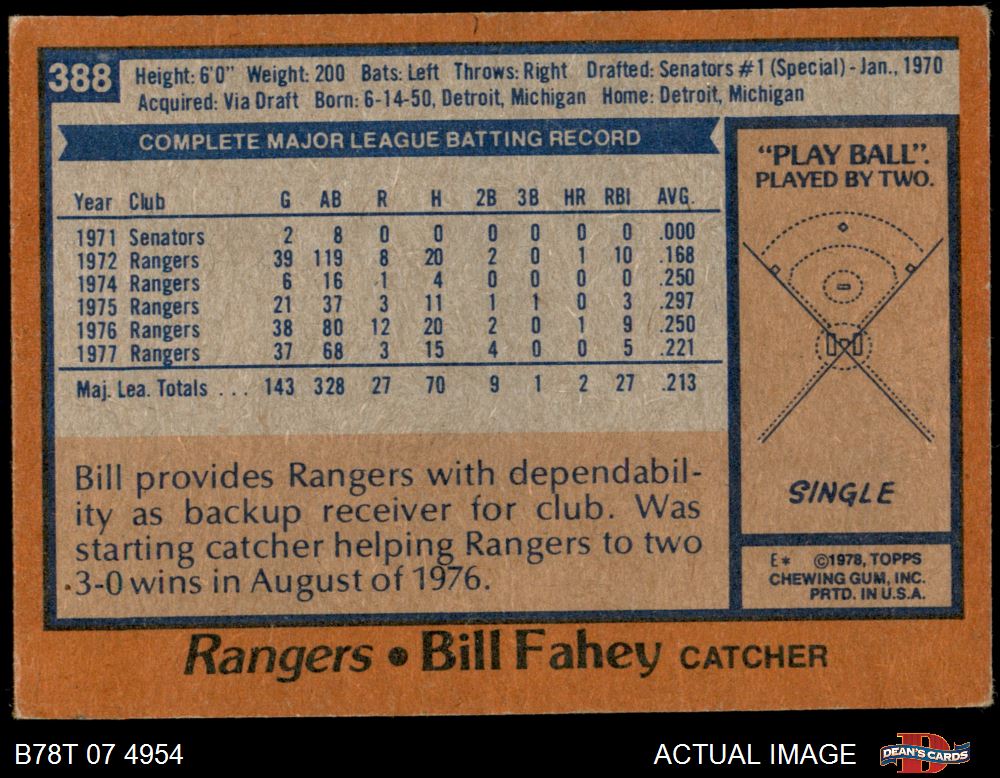 388
Height: 6'0" Weight: 200 Bats: Left Throws: Right Drafted: Senators #1 (Special) - Jan., 1970
Acquired: Via Draft Born: 6-14-50, Detroit, Michigan Home: Detroit, Michigan
COMPLETE MAJOR LEAGUE BATTING RECORD
Year Club G AB R H 2B 3B HR RBI AVG.
1971 Senators 2 8 0 0 0 0 0 0 .000
1972 Rangers 39 119 8 20 2 0 1 10 .168
1974 Rangers 6 16 1 4 0 0 0 0 .250
1975 Rangers 21 37 3 11 1 1 0 3 .297
1976 Rangers 38 80 12 20 2 0 1 9 .250
1977 Rangers 37 68 3 15 4 0 0 5 .221
Maj. Lea. Totals . . . 143 328 27 70 9 1 2 27 .213
Bill provides Rangers with dependabil-
ity as backup receiver for club. Was
starting catcher helping Rangers to two
3-0 wins in August of 1976.
"PLAY BALL".
PLAYED BY TWO.
SINGLE
E* ©1978, TOPPS
CHEWING GUM, INC.
PRTD. IN U.S.A.
Rangers • Bill Fahey CATCHER
B78T 07 4954
ACTUAL IMAGE
D
DEAN'S CARDS